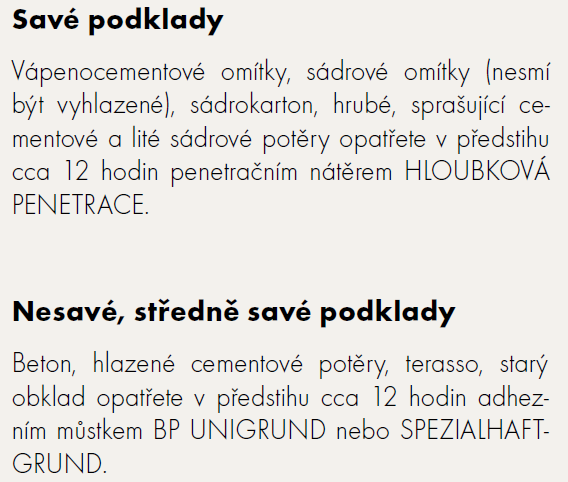 Savé podklady
Vápenocementové omítky, sádrové omítky (nesmí
být vyhlazené), sádrokarton, hrubé, sprašující ce-
mentové a lité sádrové potěry opatřete v předstihu
cca 12 hodin penetračním nátěrem HLOUBKOVÁ
PENETRACE.
Nesavé, středně savé podklady
Beton, hlazené cementové potěry, terasso, starý
obklad opatřete v předstihu cca 12 hodin adhez-
ním můstkem BP UNIGRUND nebo SPEZIALHAFT-
GRUND.